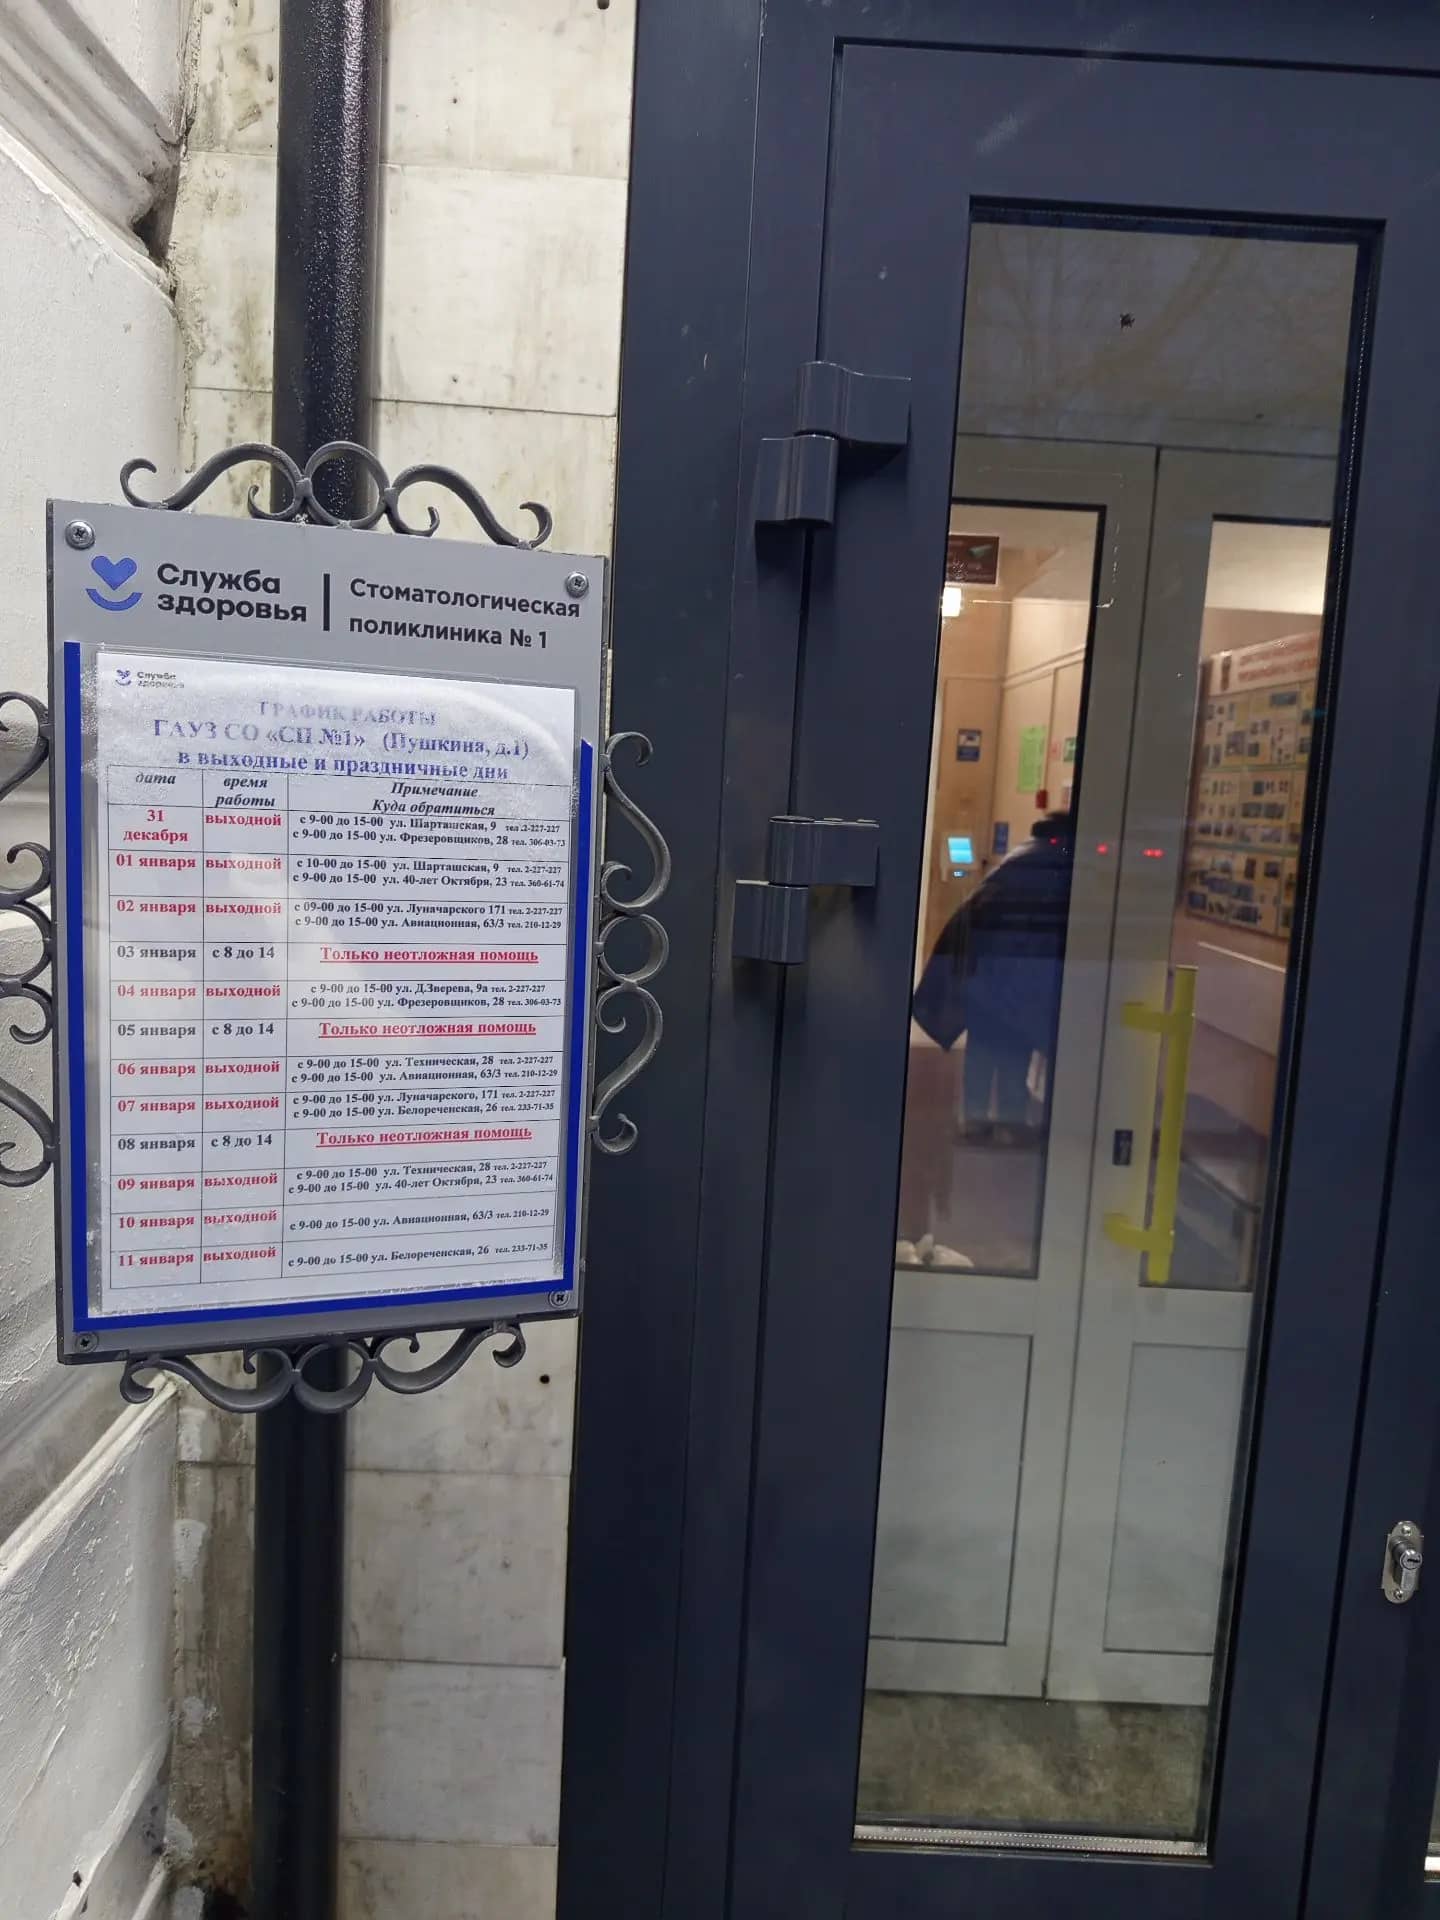 Служба
здоровья
Стоматологическая
поликлиника № 1
Служба
здоровья
ГРАФИК РАБОТЫ
ГАУЗ СО «СП №1» (Пушкина, д.1)
в выходные и праздничные дни
дата время работы Примечание Куда обратиться
31 декабря выходной с 9-00 до 15-00 ул. Шарташская, 9 тел.2-227-227
с 9-00 до 15-00 ул. Фрезеровщиков, 28 тел. 306-03-73
01 января выходной с 10-00 до 15-00 ул. Шарташская, 9 тел. 2-227-227
с 9-00 до 15-00 ул. 40-лет Октября, 23 тел. 360-61-74
02 января выходной с 09-00 до 15-00 ул. Луначарского 171 тел. 2-227-227
с 9-00 до 15-00 ул. Авиационная, 63/3 тел. 210-12-29
03 января с 8 до 14 Только неотложная помощь
04 января выходной с 9-00 до 15-00 ул. Д.Зверева, 9а тел. 2-227-227
с 9-00 до 15-00 ул. Фрезеровщиков, 28 тел. 306-03-73
05 января с 8 до 14 Только неотложная помощь
06 января выходной с 9-00 до 15-00 ул. Техническая, 28 тел. 2-227-227
с 9-00 до 15-00 ул. Авиационная, 63/3 тел. 210-12-29
07 января выходной с 9-00 до 15-00 ул. Луначарского, 171 тел. 2-227-227
с 9-00 до 15-00 ул. Белореченская, 26 тел. 233-71-35
08 января с 8 до 14 Только неотложная помощь
09 января выходной с 9-00 до 15-00 ул. Техническая, 28 тел. 2-227-227
с 9-00 до 15-00 ул. 40-лет Октября, 23 тел. 360-61-74
10 января выходной с 9-00 до 15-00 ул. Авиационная, 63/3 тел. 210-12-29
11 января выходной с 9-00 до 15-00 ул. Белореченская, 26 тел. 233-71-35